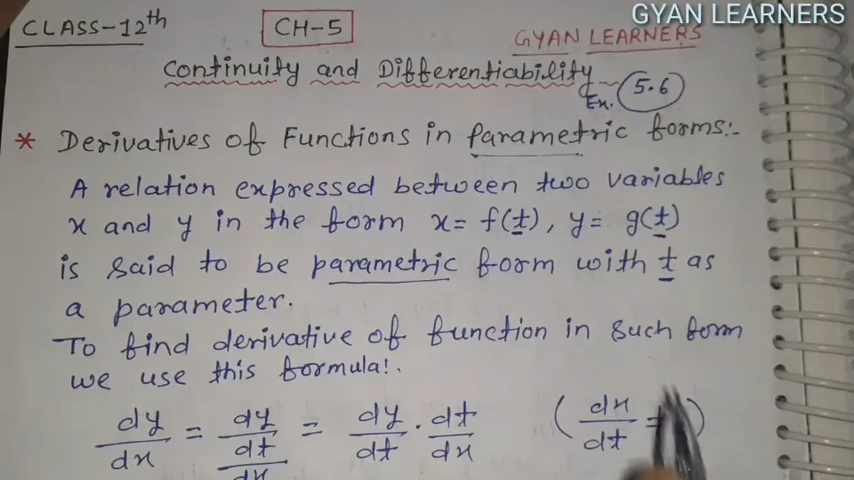 GYAN LEARNERS
CLASS-12th
CH-5
GYAN LEARNERS
Continuity and Differentiability
Ex. 5.6
* Derivatives of Functions in parametric forms:-
A relation expressed between two variables
x and y in the form x= f(t), y= g(t)
is said to be parametric form with t as
a parameter.
To find derivative of function in such form
we use this formula:.
dy/dx = dy/dt / dx = dy/dt . dt/dx ( dx/dt )